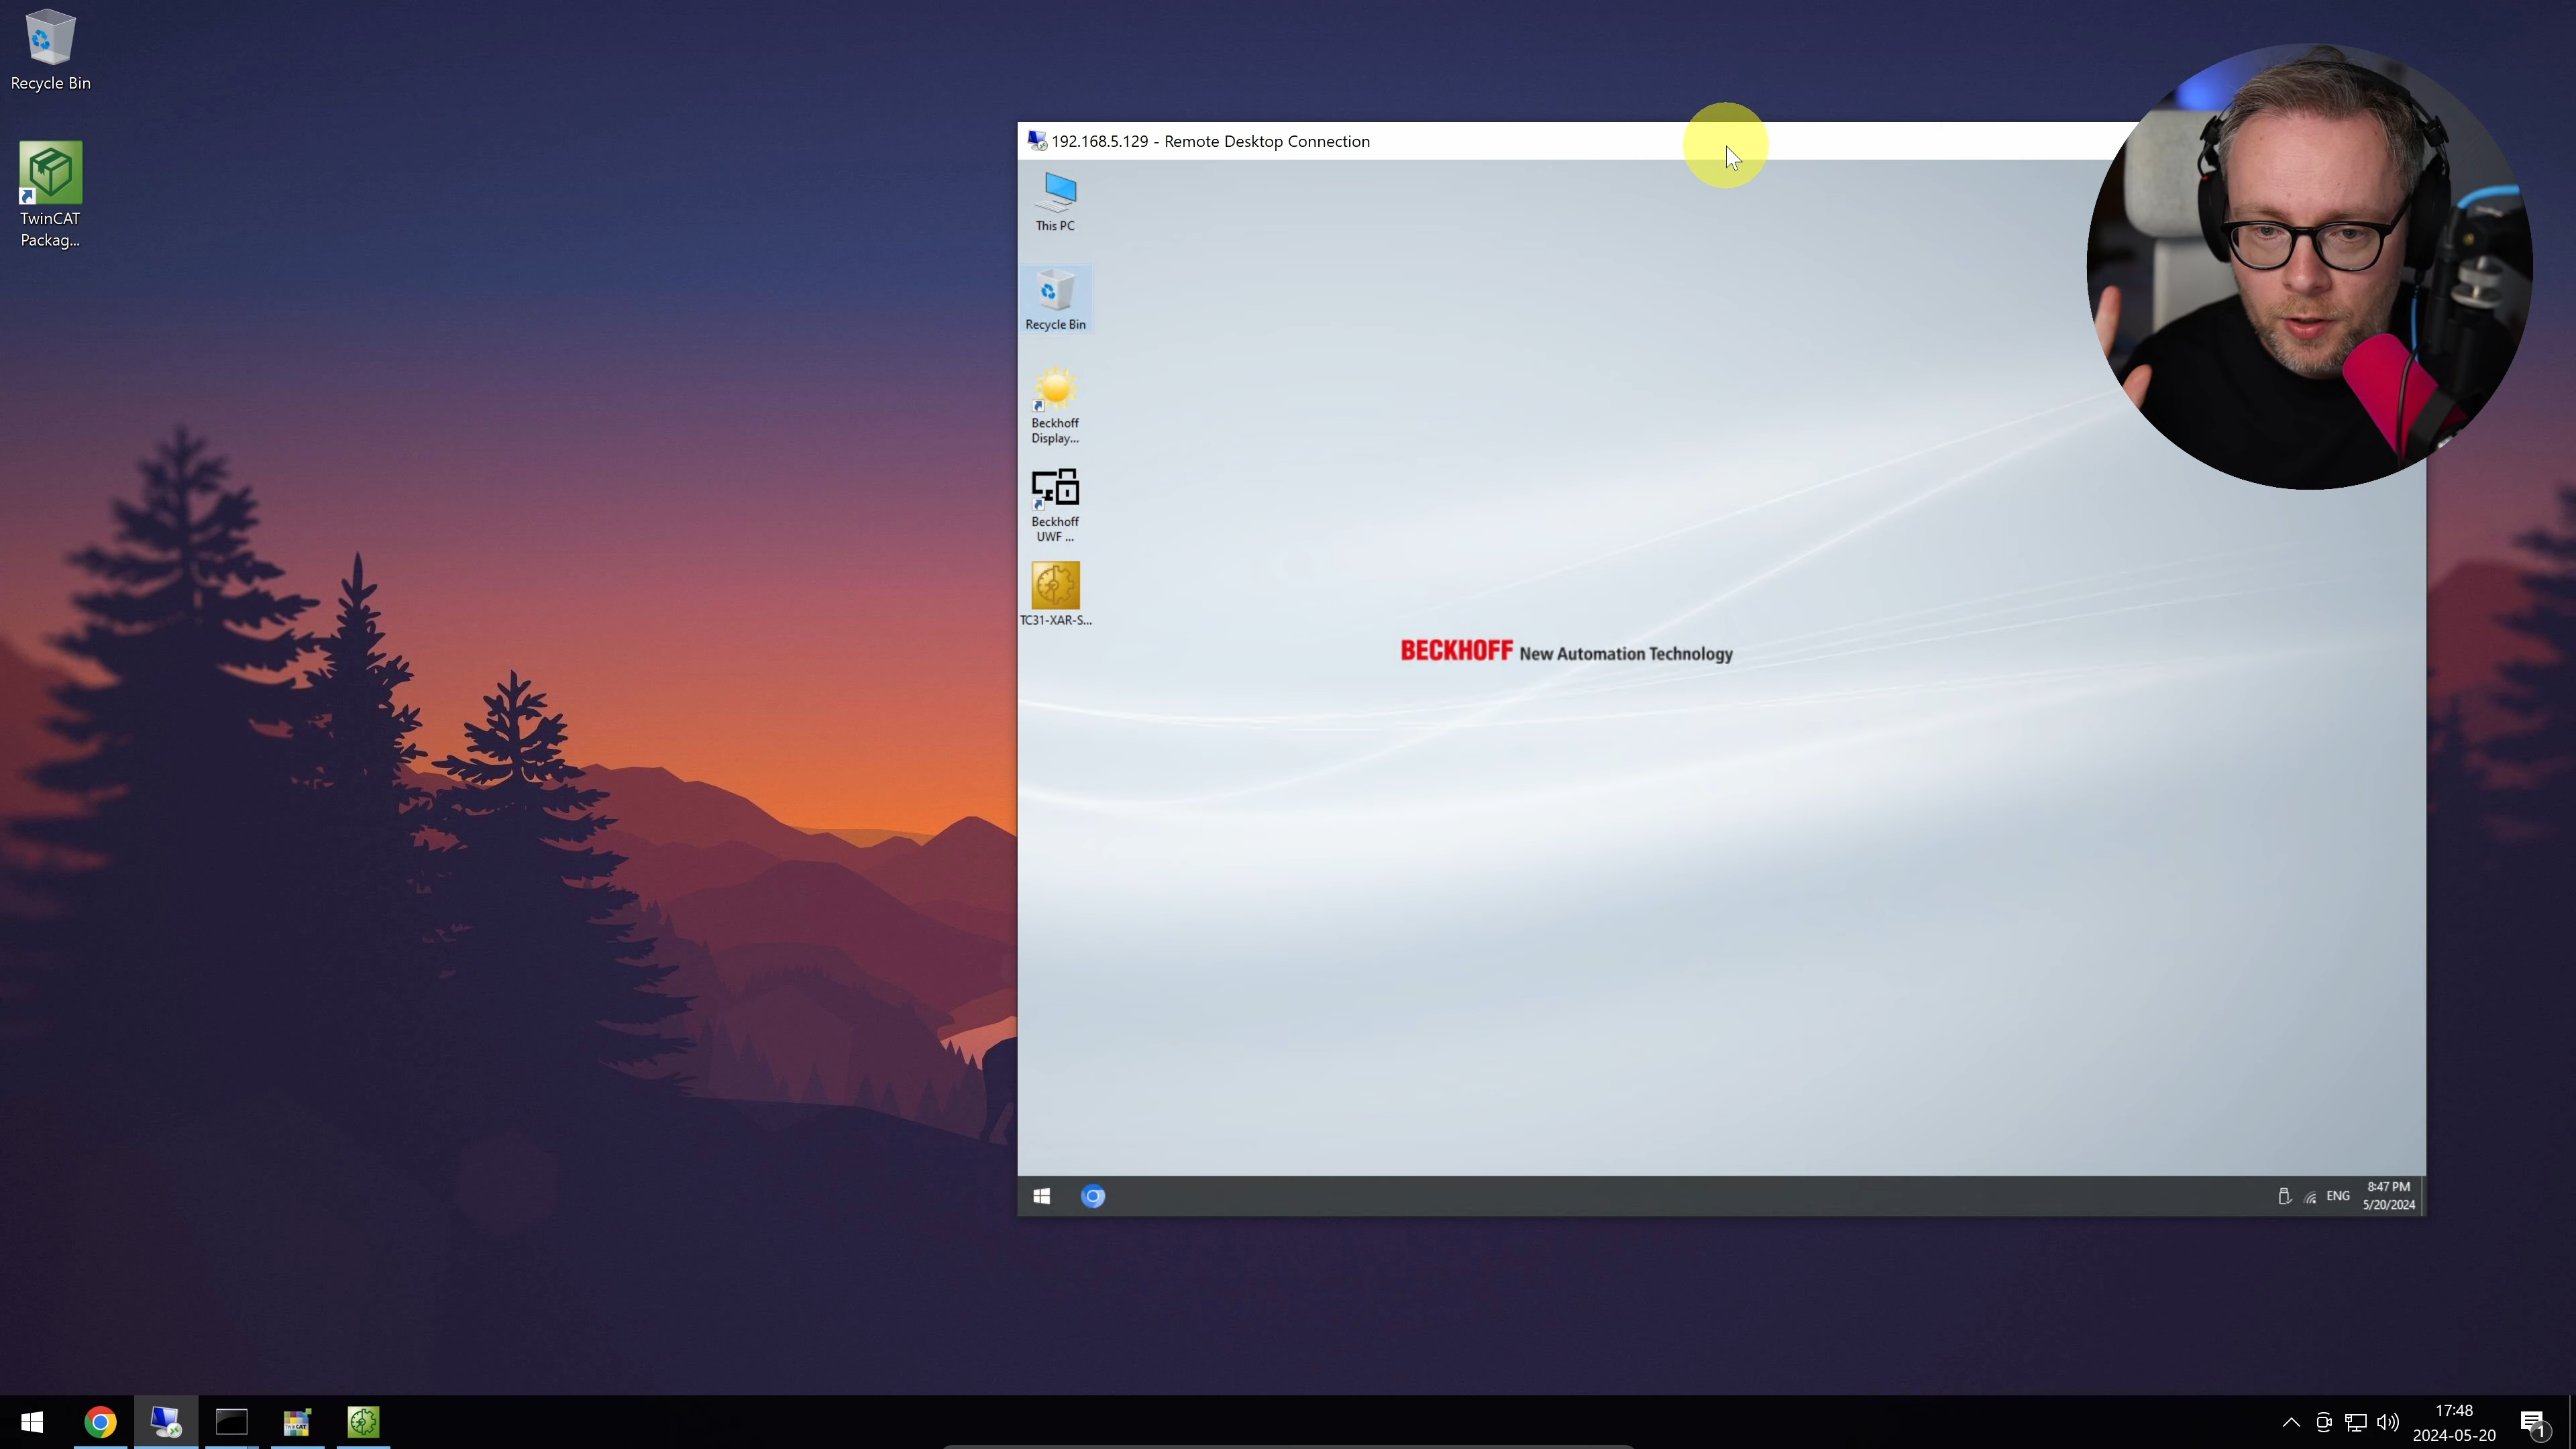 Recycle Bin
TwinCAT
Packag...
192.168.5.129 - Remote Desktop Connection
This PC
Recycle Bin
Beckhoff
Display...
Beckhoff
UWF ...
TC31-XAR-S...
BECKHOFF New Automation Technology
ENG
8:47 PM
5/20/2024
17:48
2024-05-20
1